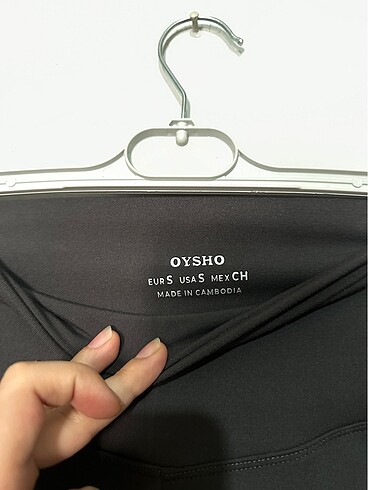 OYSHO
EUR S USA S MEX CH
MADE IN CAMBODIA